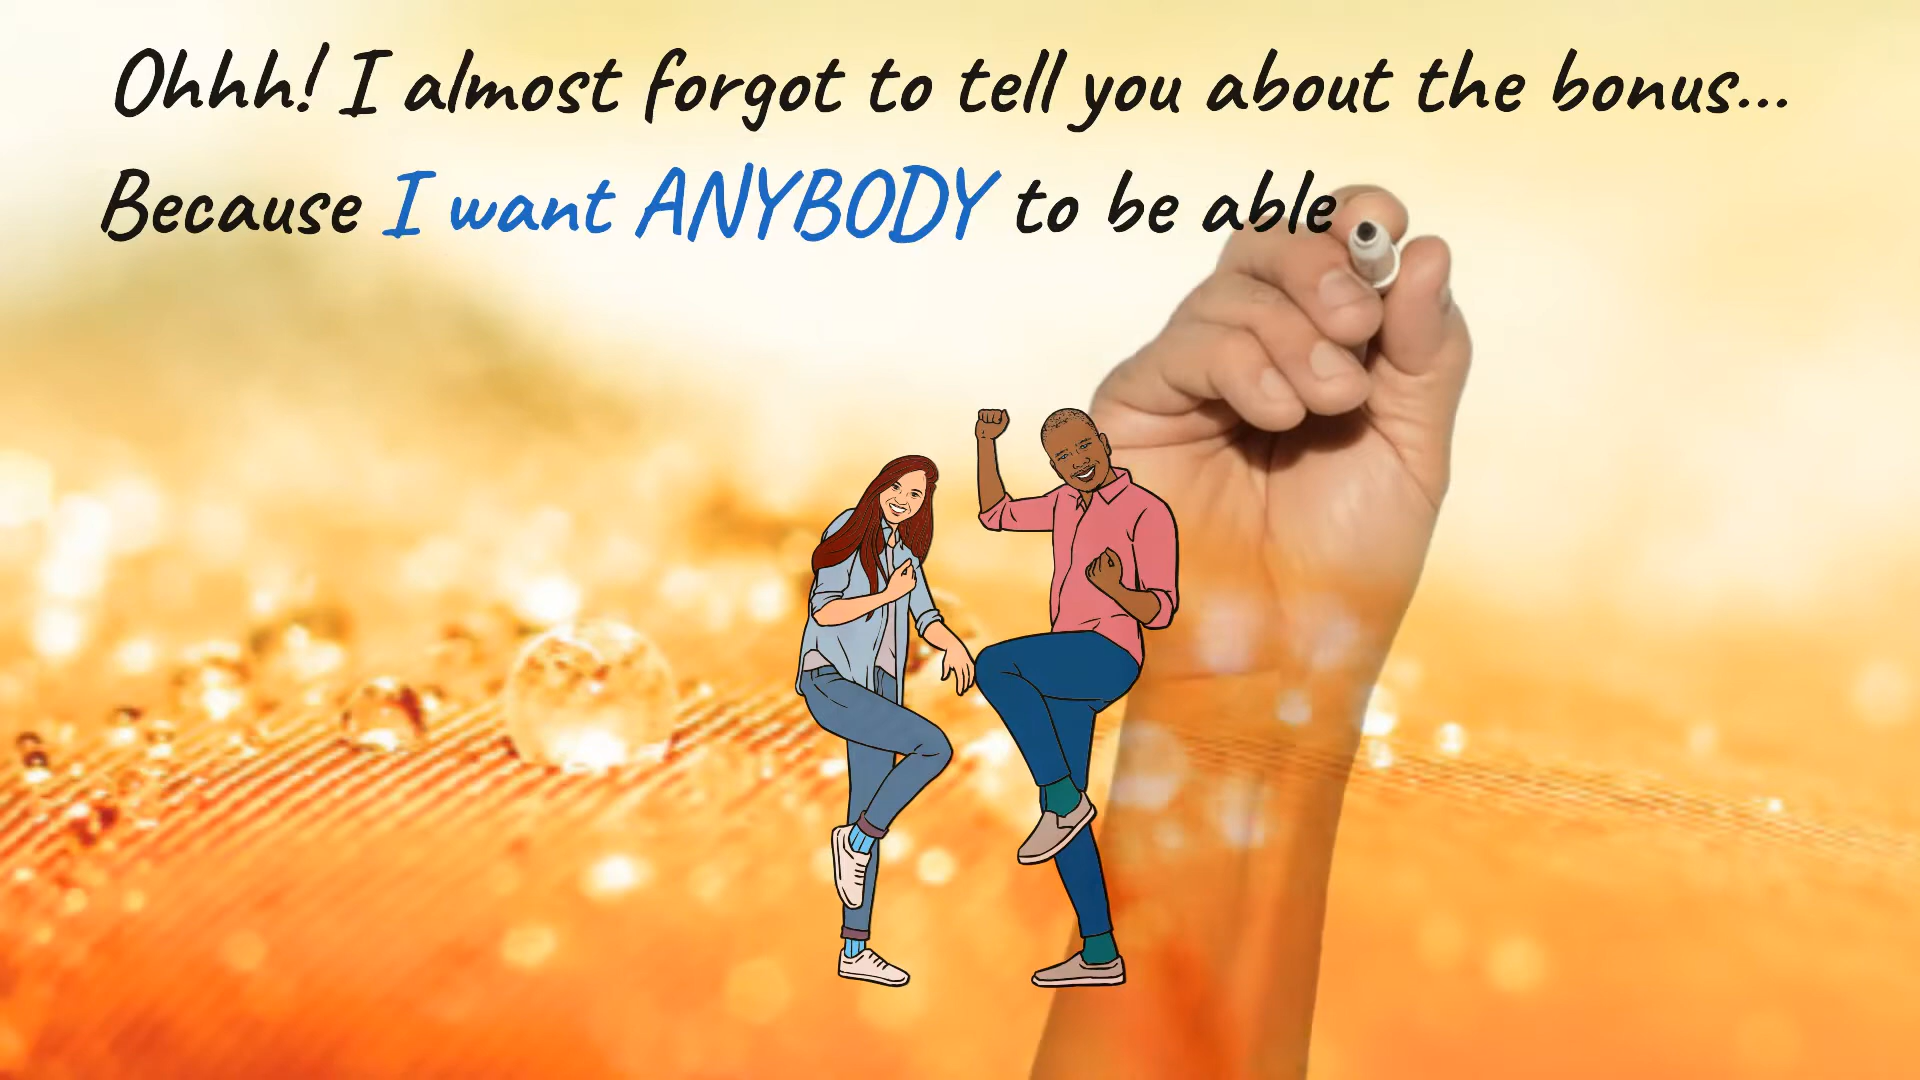 Ohhh! I almost forgot to tell you about the bonus...
Because I want ANYBODY to be able